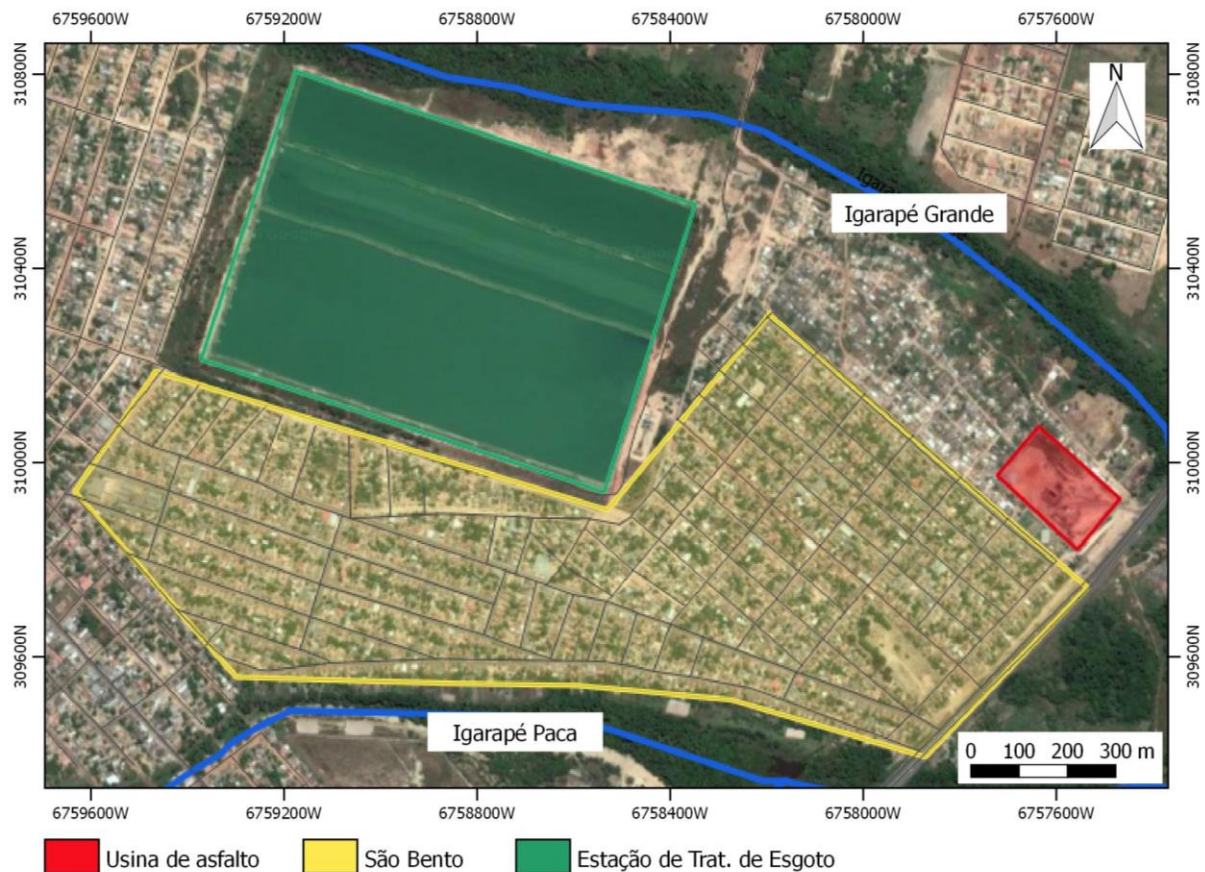 6759600W 6759200W 6758800W 6758400W 6758000W 6757600W
310800N 310800N
N
Igara
Igarapé Grande
310400N 310400N
310000N 310000N
309600N 309600N
Igarapé Paca
0 100 200 300 m
6759600W 6759200W 6758800W 6758400W 6758000W 6757600W
Usina de asfalto São Bento Estação de Trat. de Esgoto